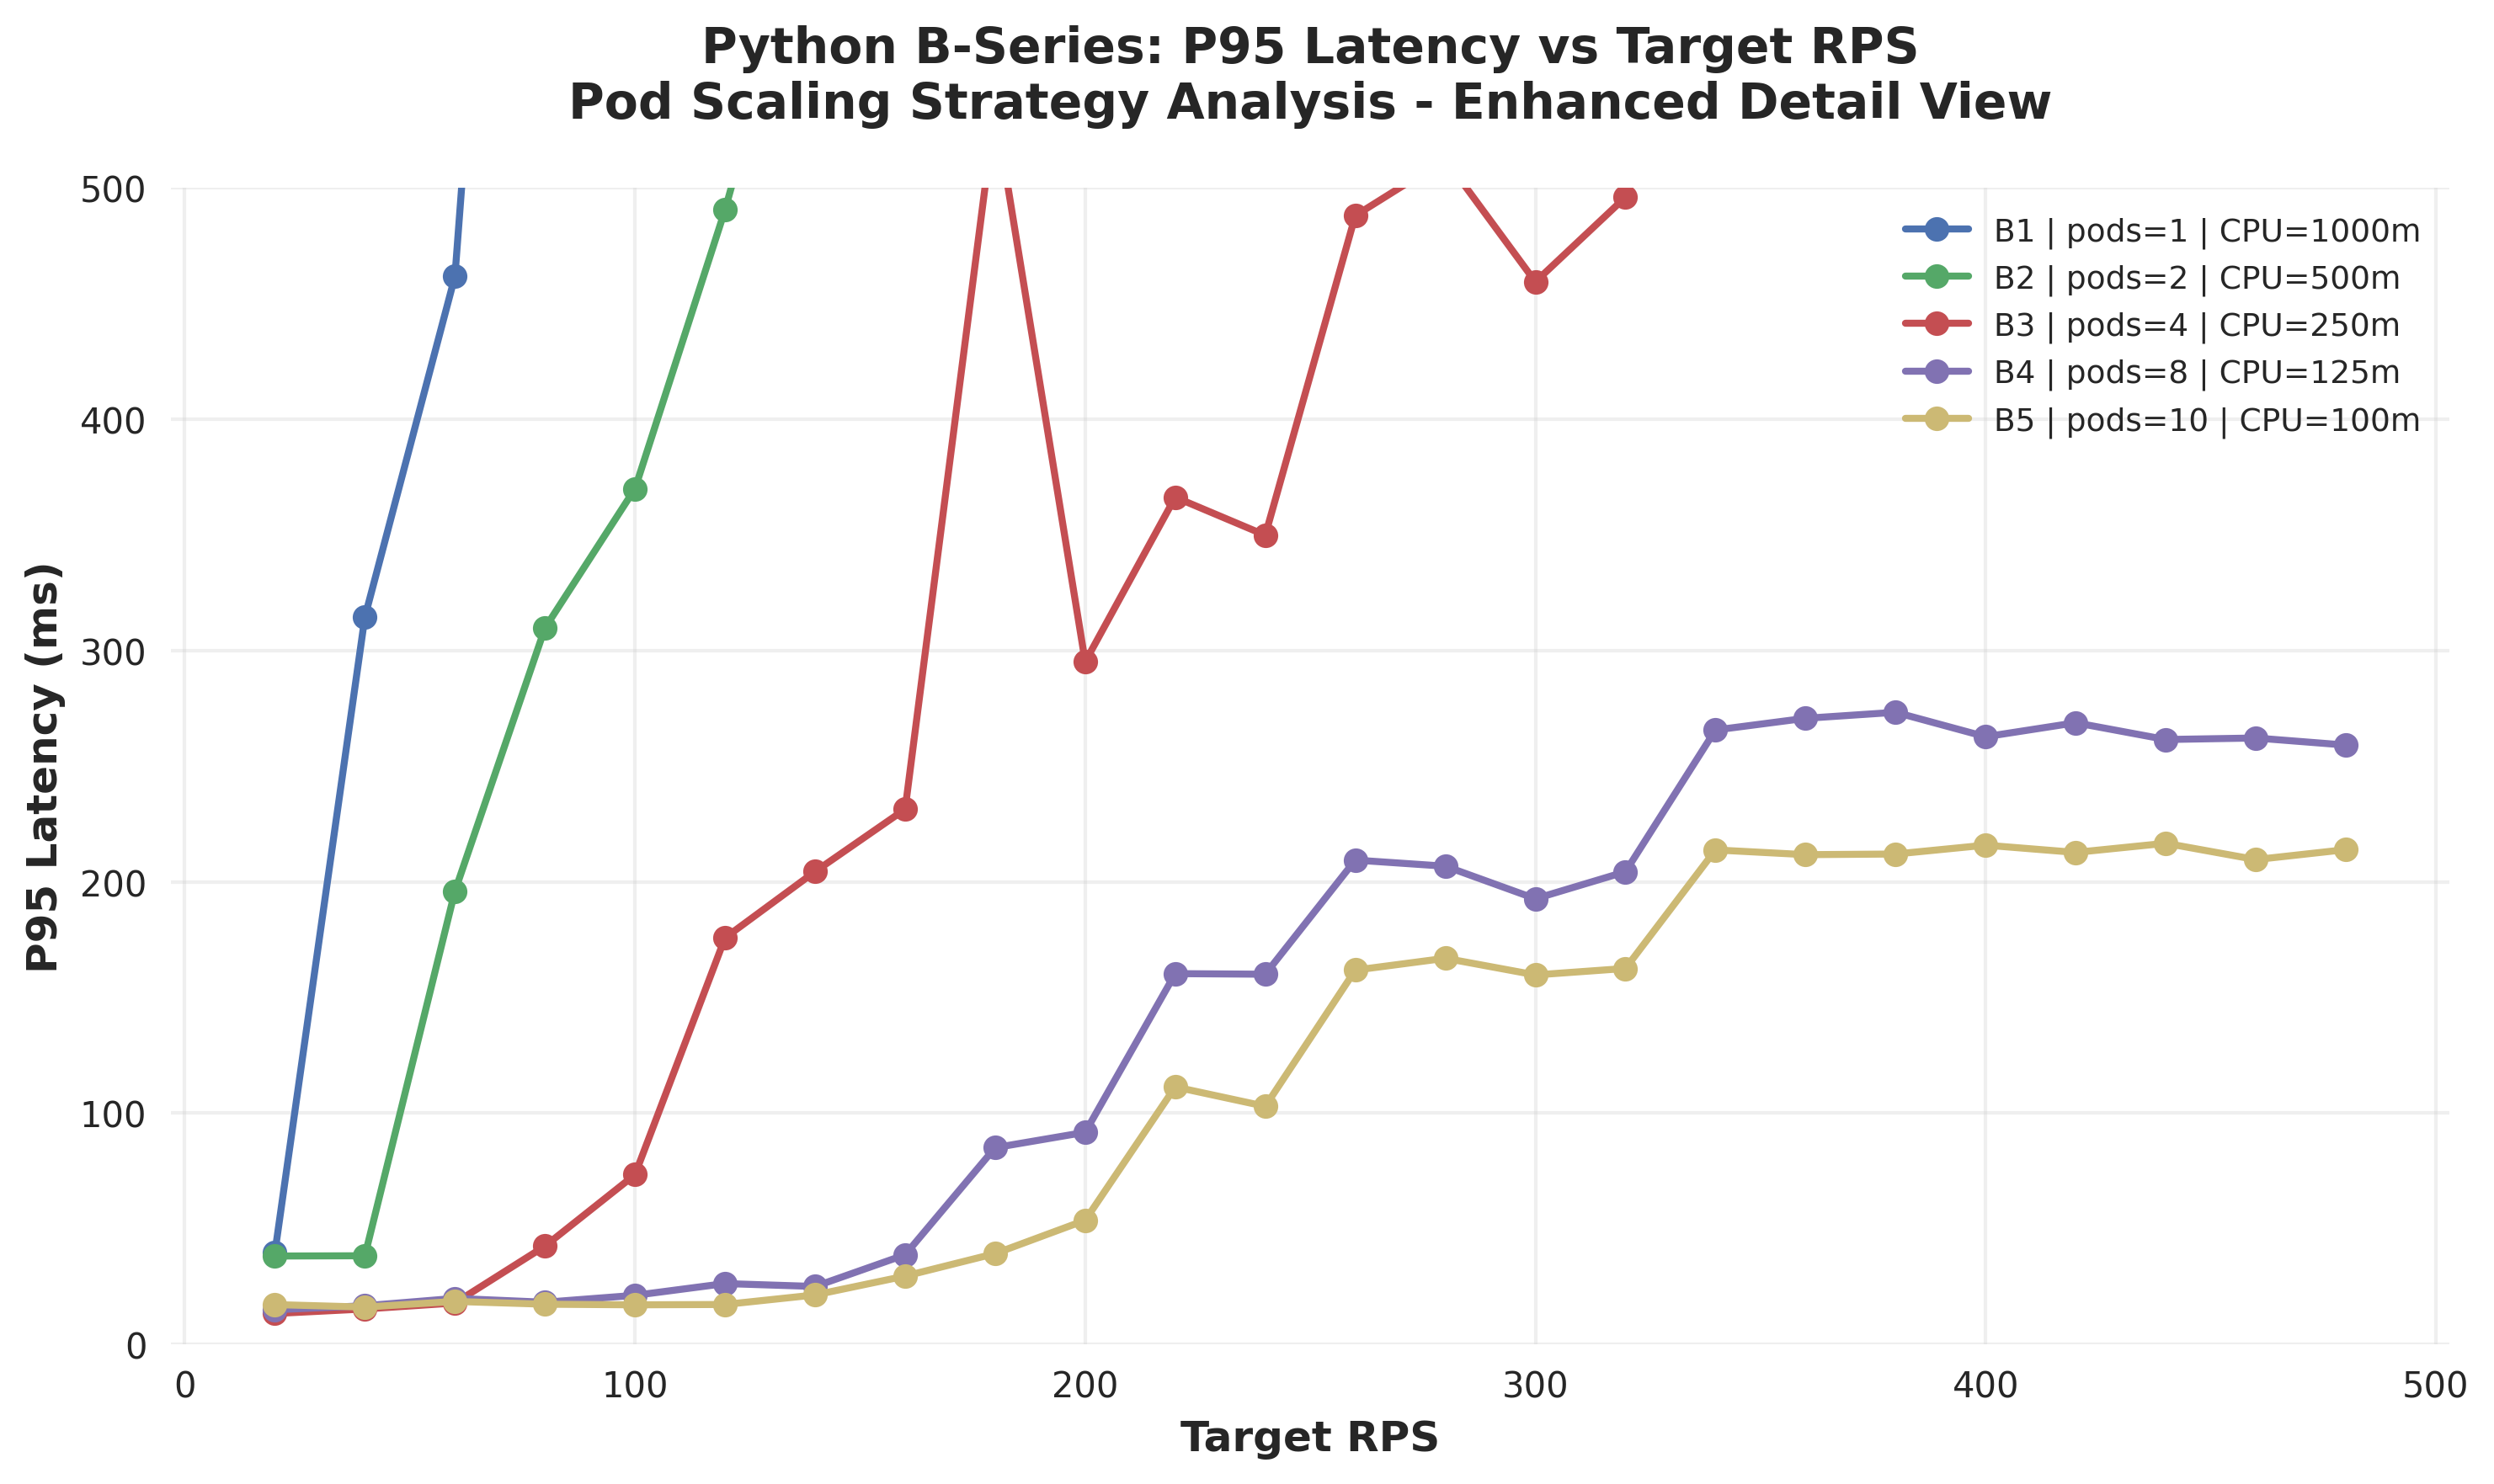 Python B-Series: P95 Latency vs Target RPS
Pod Scaling Strategy Analysis - Enhanced Detail View
500
400
300
200
100
0
P95 Latency (ms)
B1 | pods=1 | CPU=1000m
B2 | pods=2 | CPU=500m
B3 | pods=4 | CPU=250m
B4 | pods=8 | CPU=125m
B5 | pods=10 | CPU=100m
0 100 200 300 400 500
Target RPS